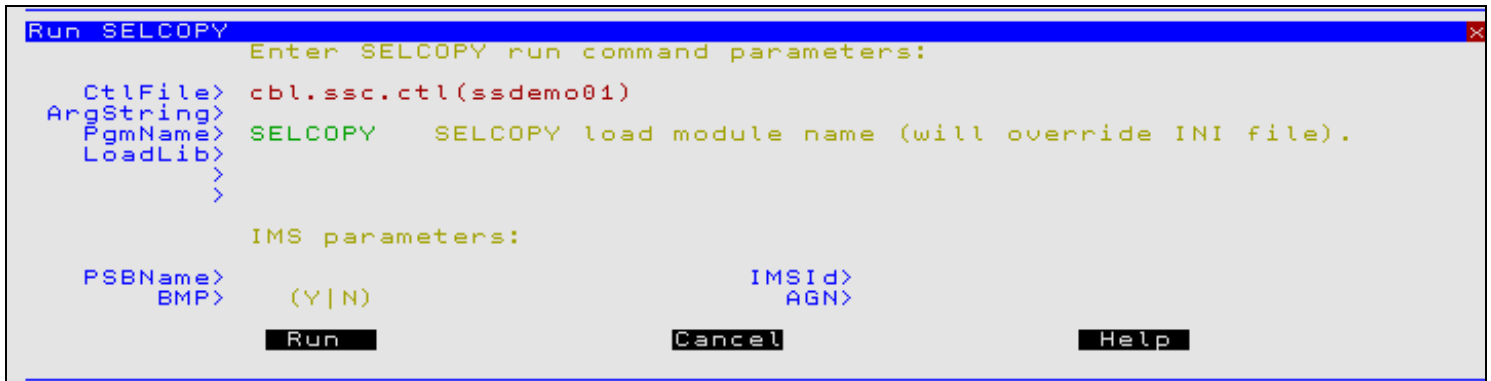 Run SELCOPY ×
Enter SELCOPY run command parameters:
CtlFile> cbl.ssc.ctl(ssdemo01)
ArgString>
PgmName> SELCOPY SELCOPY load module name (will override INI file).
LoadLib>
>
>
IMS parameters:
PSBName> IMSId>
BMP> (Y|N) AGN>
Run Cancel Help